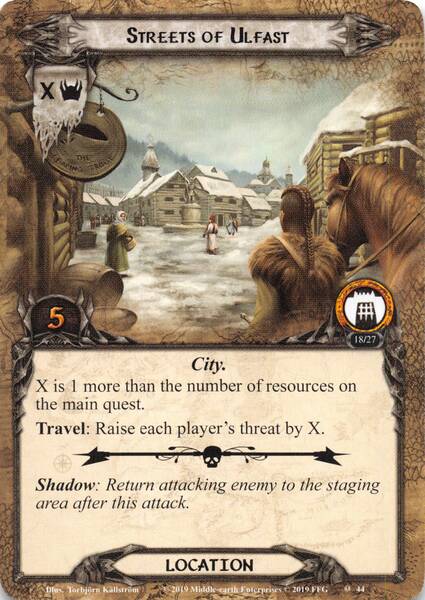 Streets of Ulfast
X
THE
5
18/27
City.
X is 1 more than the number of resources on
the main quest.
Travel: Raise each player's threat by X.
Shadow: Return attacking enemy to the staging
area after this attack.
LOCATION
Illus. Torbjörn Källström © 2019 Middle-earth Enterprises © 2019 FFG 44